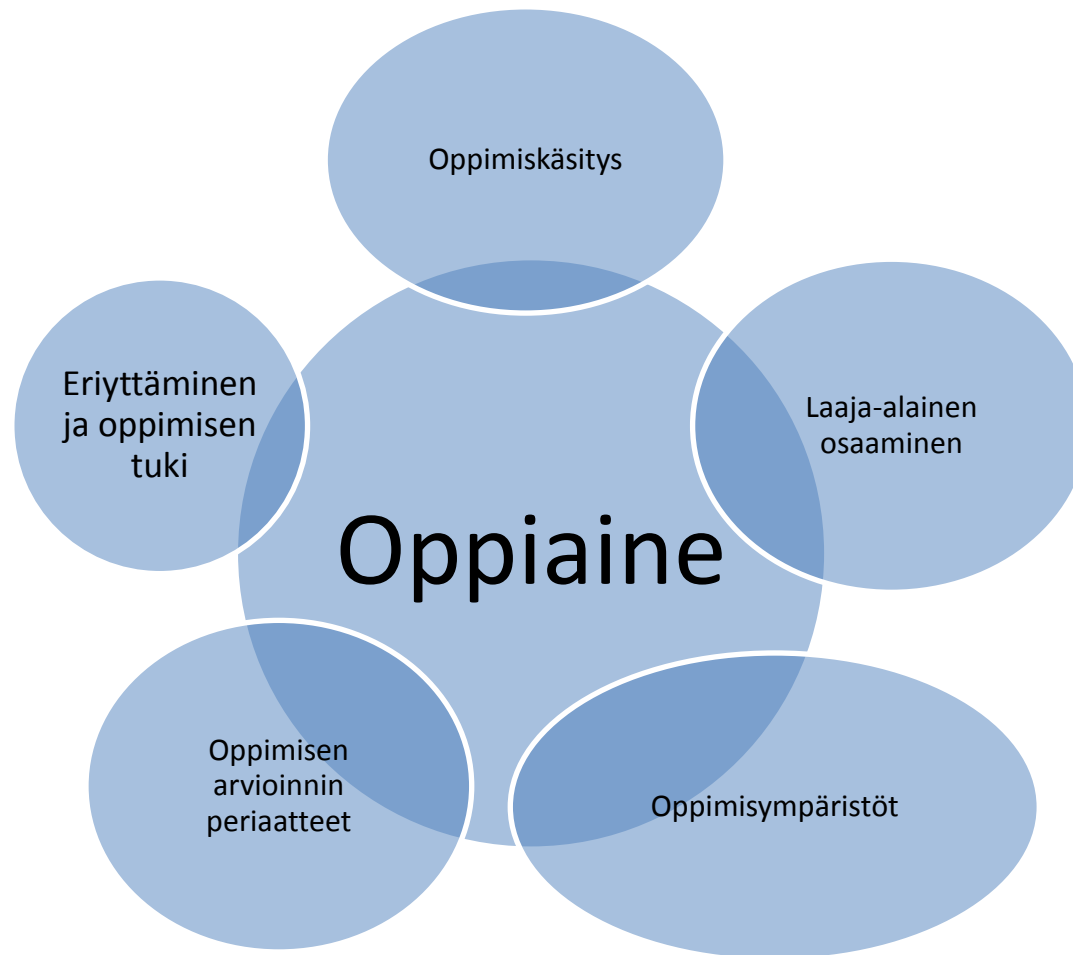 Oppimiskäsitys
Eriyttäminen
ja oppimisen
tuki
Laaja-alainen
osaaminen
Oppiaine
Oppimisen
arvioinnin
periaatteet
Oppimisympäristöt